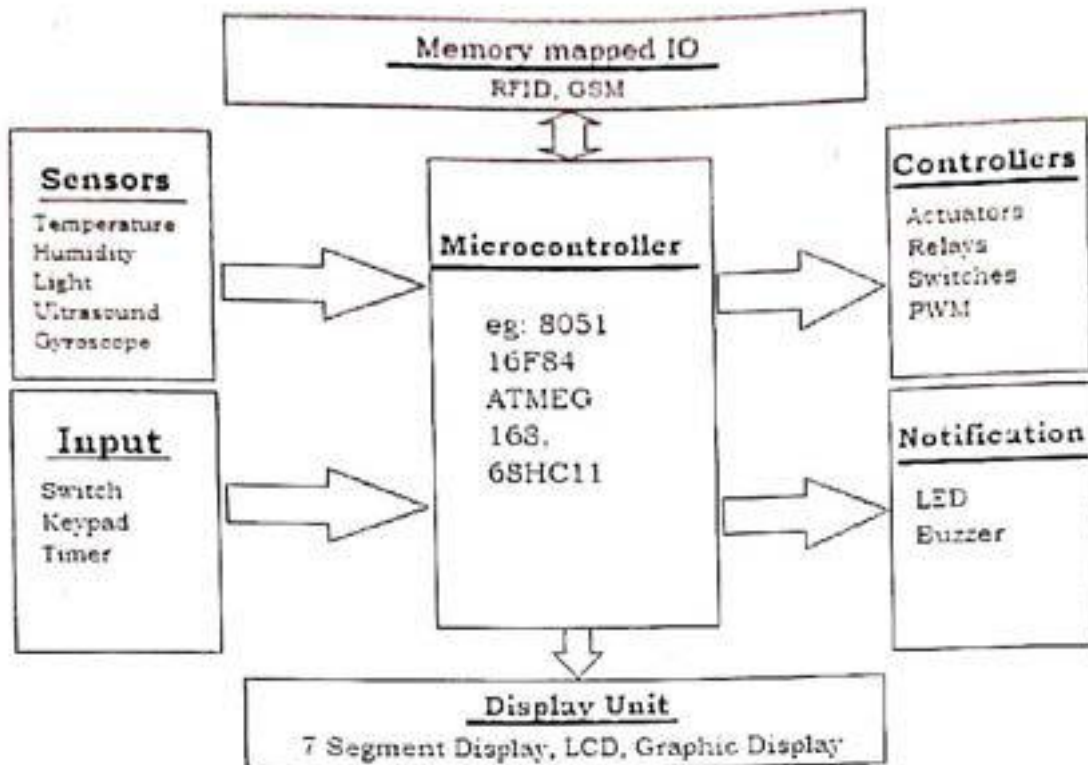 Memory mapped IO
RFID, GSM
Sensors
Temperature
Humidity
Light
Ultrasound
Gyroscope
Input
Switch
Keypad
Timer
Microcontroller
eg: 8051
16F84
ATMEG
168,
68HC11
Controllers
Actuators
Relays
Switches
PWM
Notification
LED
Buzzer
Display Unit
7 Segment Display, LCD, Graphic Display